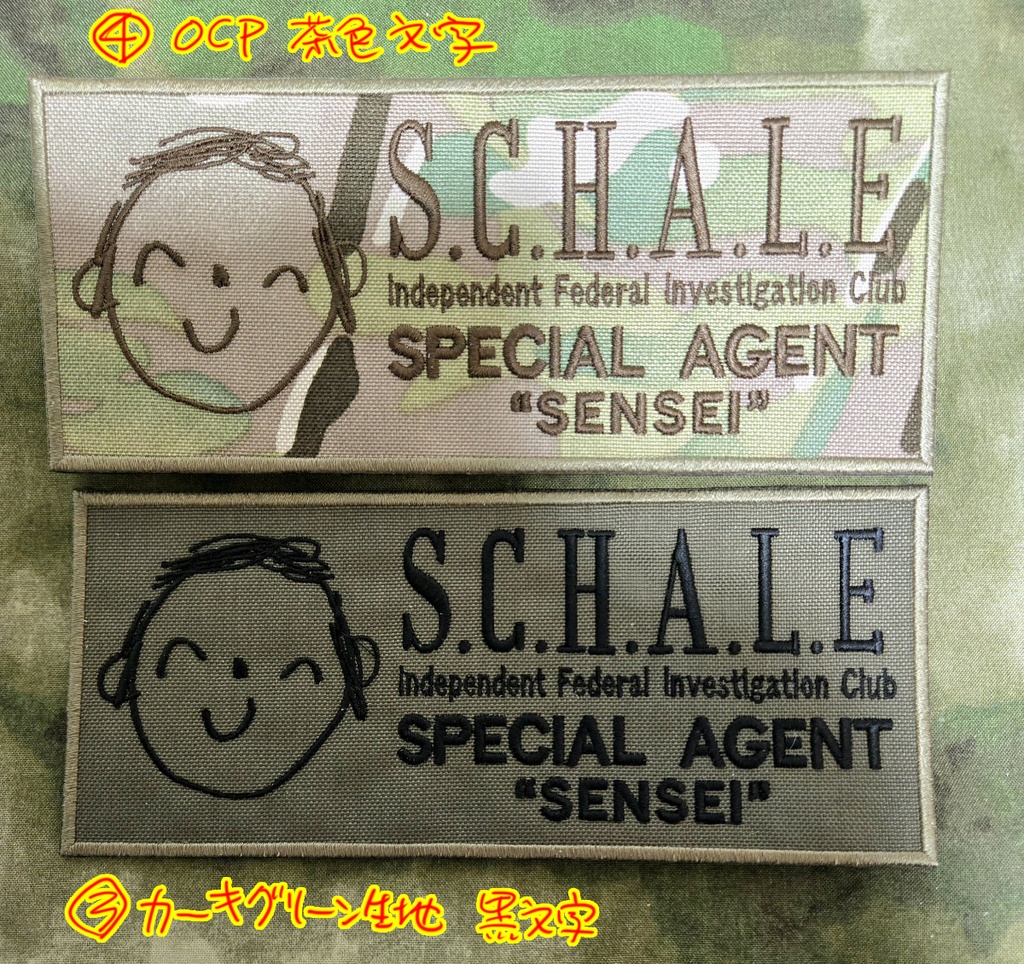 ④ OCP 茶色文字
S.C.H.A.L.E
Independent Federal Investigation Club
SPECIAL AGENT
“SENSEI”
S.C.H.A.L.E
Independent Federal Investigation Club
SPECIAL AGENT
“SENSEI”
③ カーキグリーン生地 黒文字